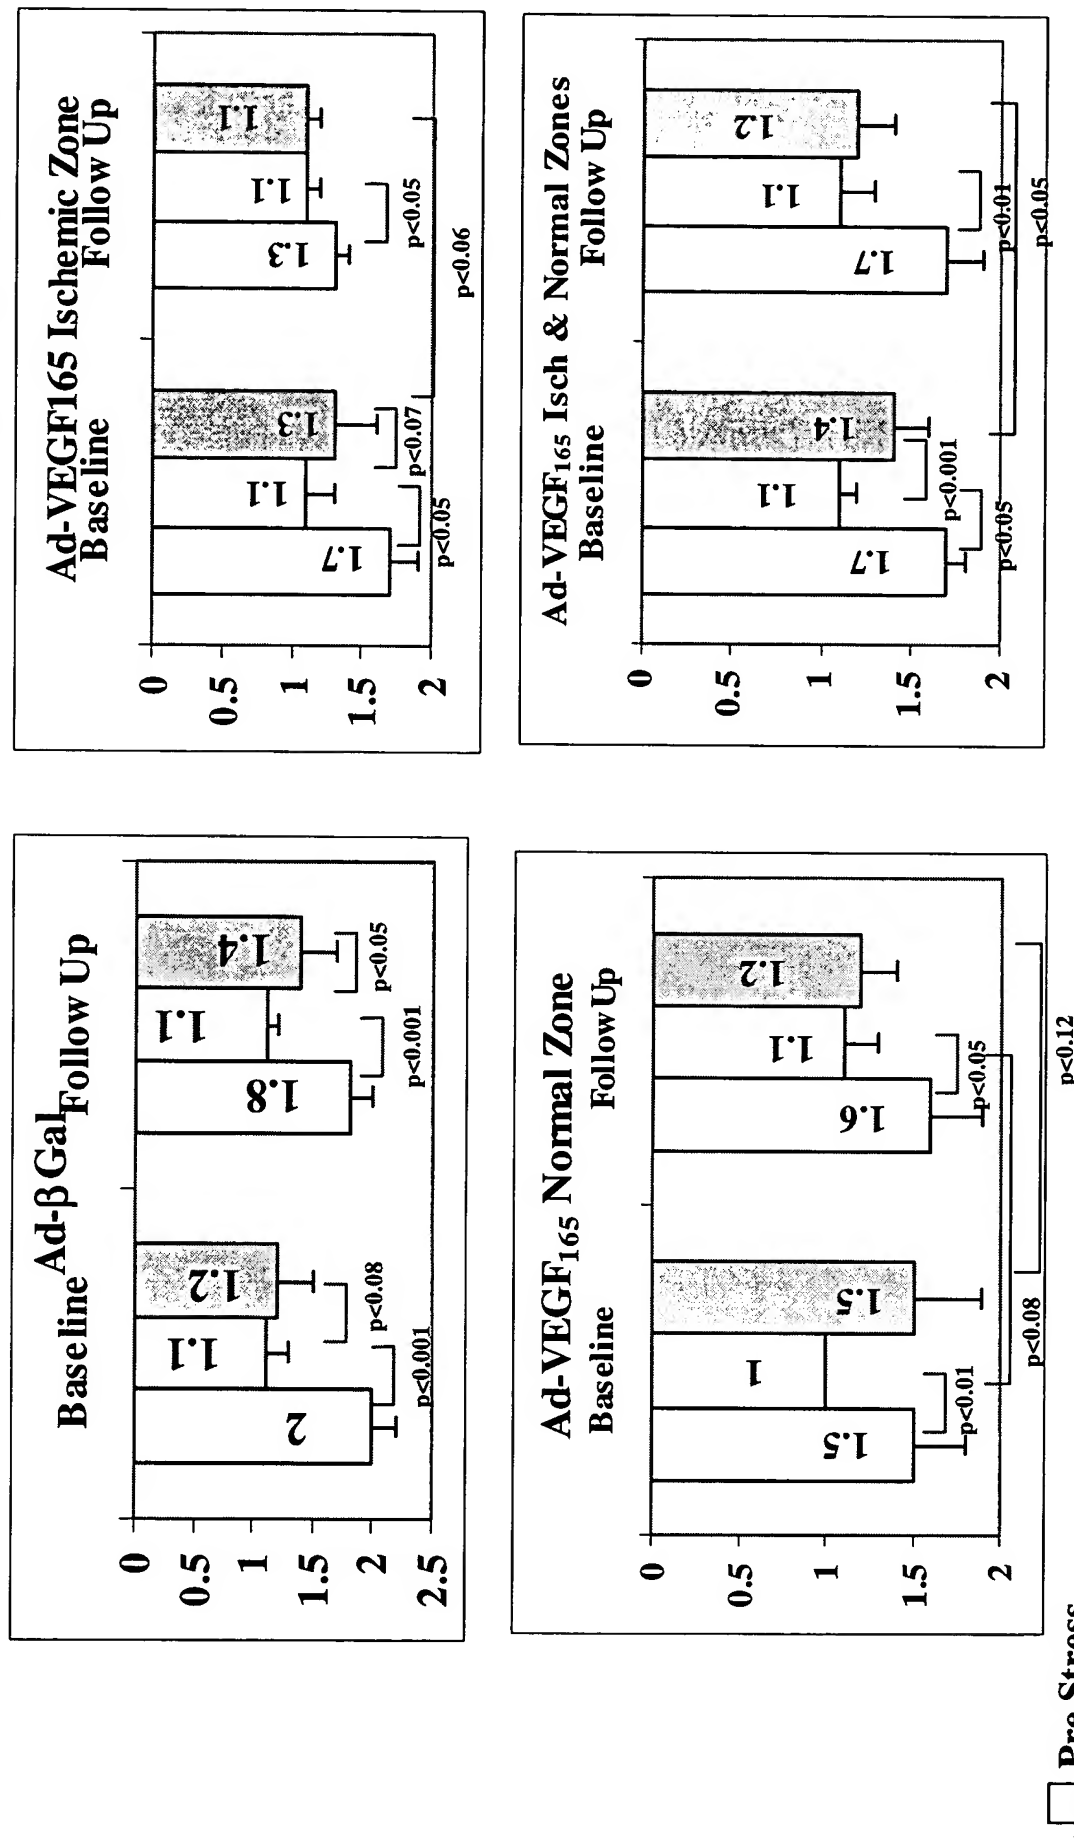 Ad-β Gal
Baseline Follow Up
0
0.5
1
1.5
2
2.5
2 1.1 1.2 1.8 1.1 1.4
p<0.001 p<0.08 p<0.001 p<0.05
Ad-VEGF165 Ischemic Zone
Baseline Follow Up
0
0.5
1
1.5
2
1.7 1.1 1.3 1.3 1.1 1.1
p<0.05 p<0.07 p<0.05
p<0.06
Ad-VEGF165 Normal Zone
Baseline Follow Up
0
0.5
1
1.5
2
1.5 1 1.5 1.6 1.1 1.2
p<0.01 p<0.05
p<0.08
p<0.12
Ad-VEGF165 Isch & Normal Zones
Baseline Follow Up
0
0.5
1
1.5
2
1.7 1.1 1.4 1.7 1.1 1.2
p<0.001
p<0.05 p<0.01
p<0.05
Pre Stress